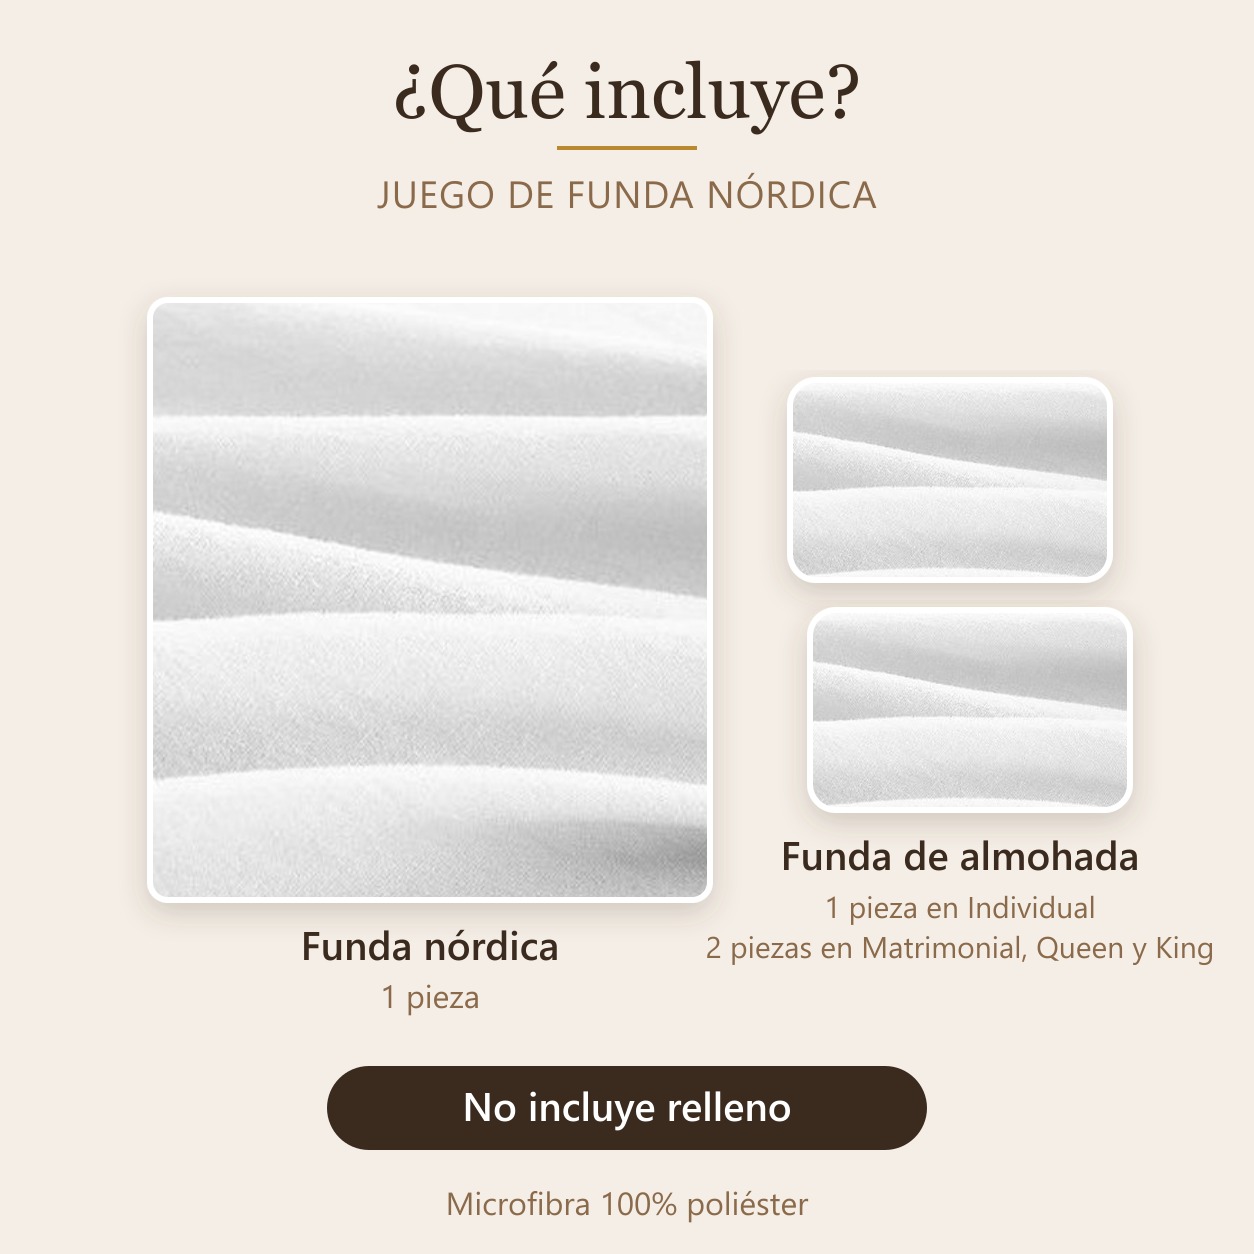 ¿Qué incluye?
JUEGO DE FUNDA NÓRDICA
Funda nórdica
1 pieza
Funda de almohada
1 pieza en Individual
2 piezas en Matrimonial, Queen y King
No incluye relleno
Microfibra 100% poliéster